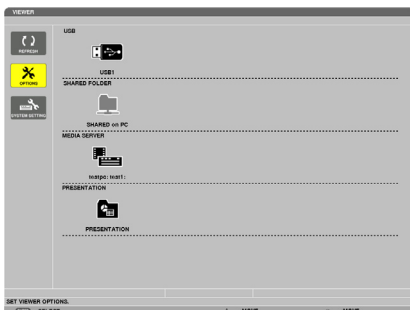 VIEWER
USB
REFRESH
USB1
OPTIONS
SHARED FOLDER
SYSTEM SETTING
SHARED on PC
MEDIA SERVER
PRESENTATION
PRESENTATION
SET VIEWER OPTIONS.